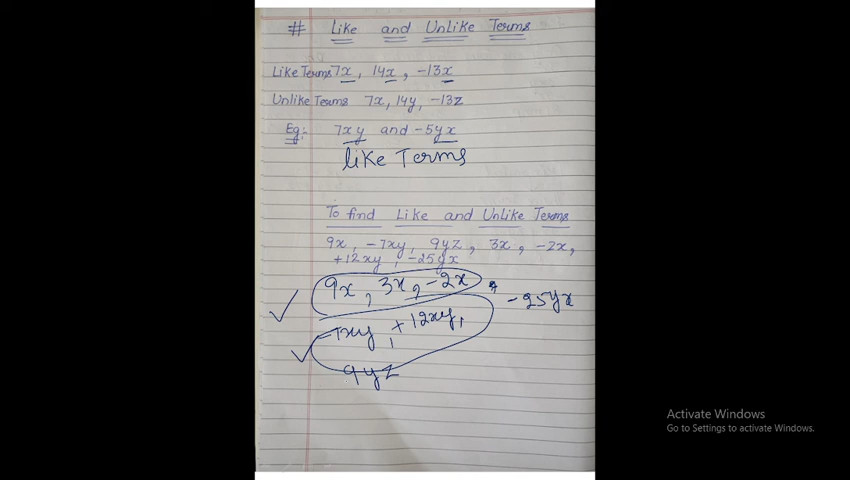 # Like and Unlike Terms
Like Terms 7x, 14x, -13x
Unlike Terms 7x, 14y, -13z
Eg:- 7xy and -5yx
like Terms
To find Like and Unlike Terms
9x, -7xy, 9yz, 3x, -2x,
+12xy, -25yx
9x, 3x, -2x,
-7xy, +12xy, -25yx
9yz
Activate Windows
Go to Settings to activate Windows.